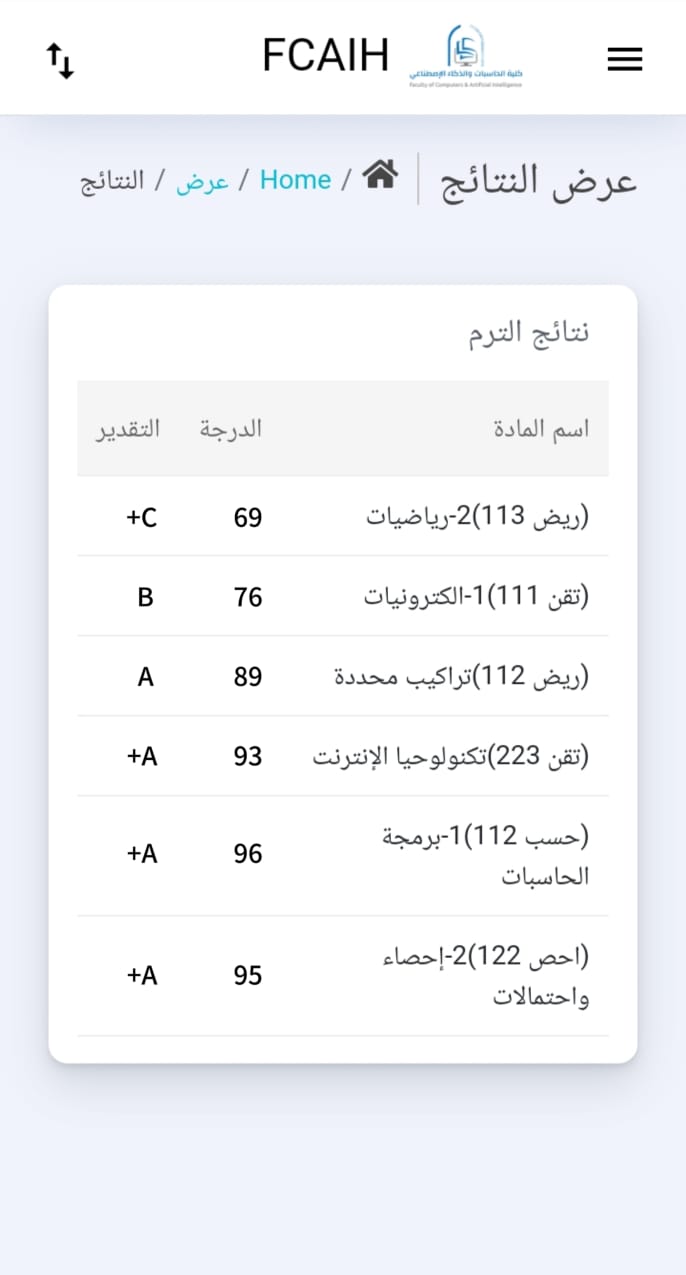 FCAIH
كلية الحاسبات والذكاء الإصطناعي
Faculty of Computers & Artificial Intelligence
عرض النتائج
/ Home / عرض / النتائج
نتائج الترم
اسم المادة الدرجة التقدير
(ريض 113)2-رياضيات 69 C+
(تقن 111)1-الكترونيات 76 B
(ريض 112)تراكيب محددة 89 A
(تقن 223)تكنولوحيا الإنترنت 93 A+
(حسب 112)1-برمجة
الحاسبات 96 A+
(احص 122)2-إحصاء
واحتمالات 95 A+